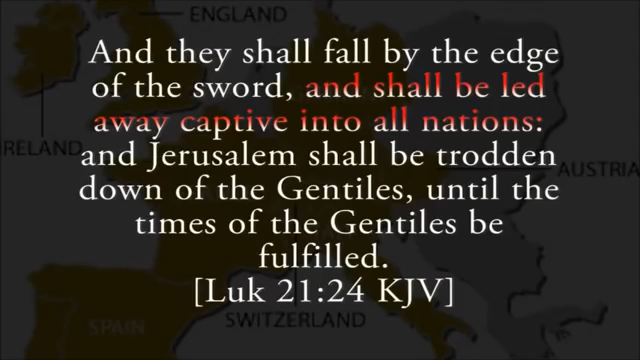 ENGLAND
And they shall fall by the edge
of the sword, and shall be led
away captive into all nations:
IRELAND
and Jerusalem shall be trodden
AUSTRIA
down of the Gentiles, until the
times of the Gentiles be
fulfilled.
[Luk 21:24 KJV]
SWITZERLAND
SPAIN